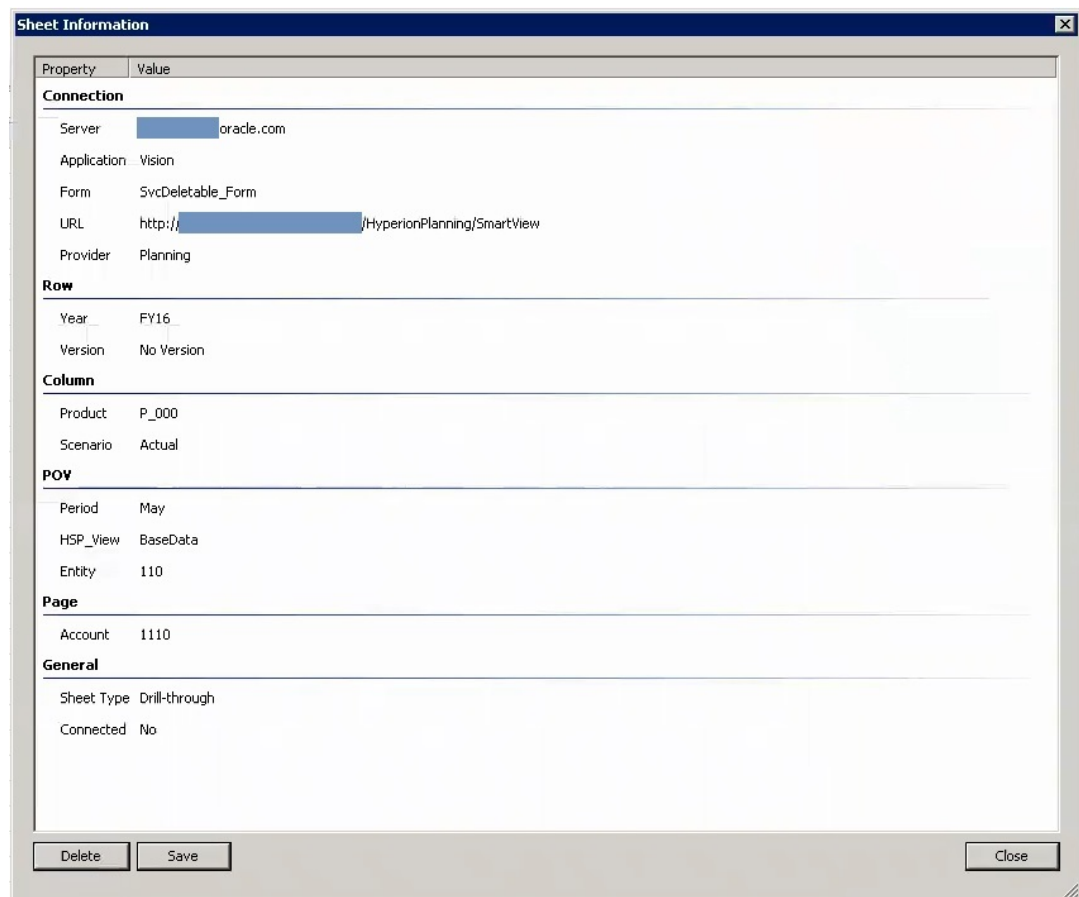 Sheet Information
Property Value
Connection
Server oracle.com
Application Vision
Form SvcDeletable_Form
URL http:// /HyperionPlanning/SmartView
Provider Planning
Row
Year FY16
Version No Version
Column
Product P_000
Scenario Actual
POV
Period May
HSP_View BaseData
Entity 110
Page
Account 1110
General
Sheet Type Drill-through
Connected No
Delete Save Close